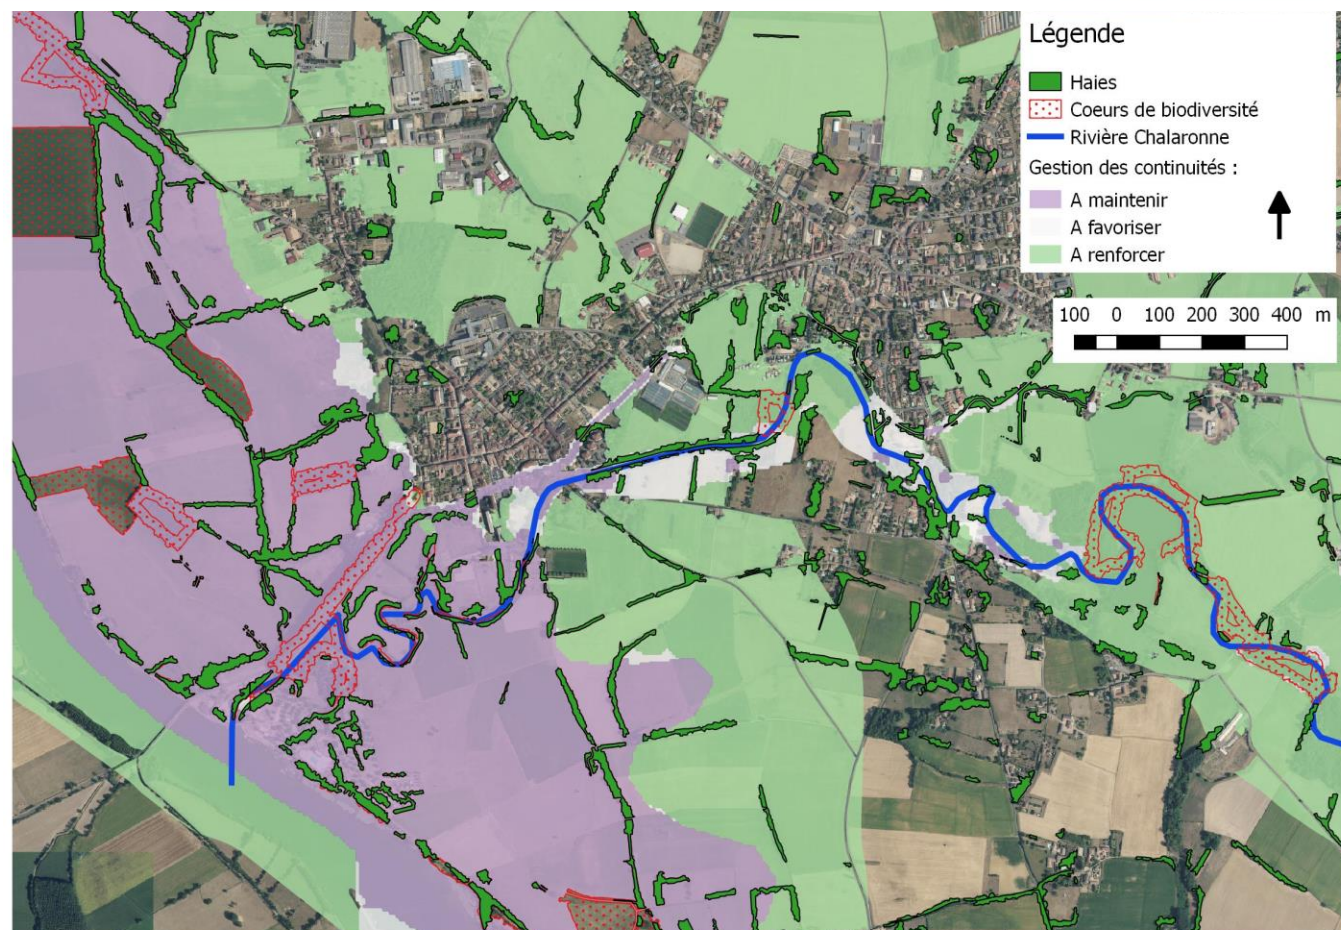 Légende
Haies
Coeurs de biodiversité
Rivière Chalaronne
Gestion des continuités :
A maintenir
A favoriser
A renforcer
100 0 100 200 300 400 m